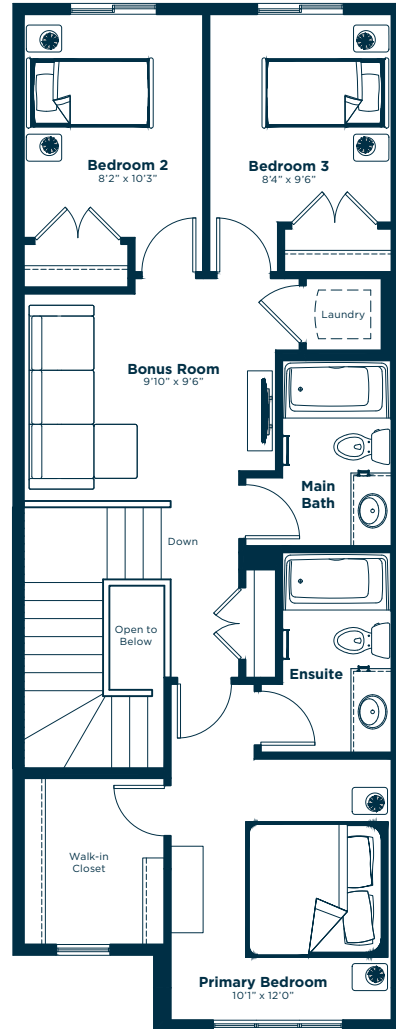 Bedroom 2
8'2" x 10'3"
Bedroom 3
8'4" x 9'6"
Laundry
Bonus Room
9'10" x 9'6"
Main
Bath
Down
Open to
Below
Ensuite
Walk-in
Closet
Primary Bedroom
10'1" x 12'0"